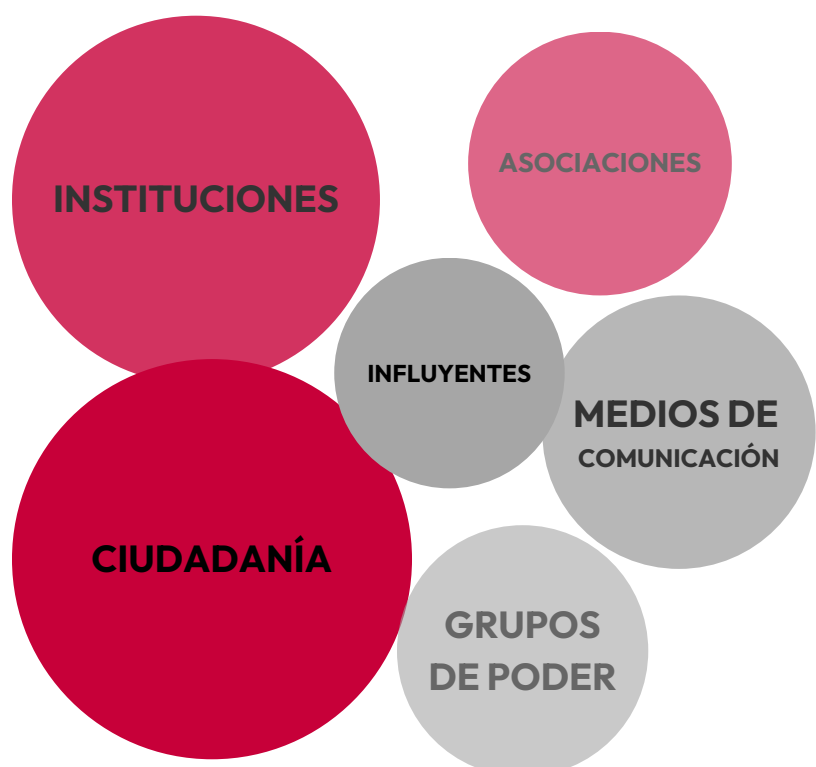 INSTITUCIONES
ASOCIACIONES
INFLUYENTES
MEDIOS DE
COMUNICACIÓN
CIUDADANÍA
GRUPOS
DE PODER